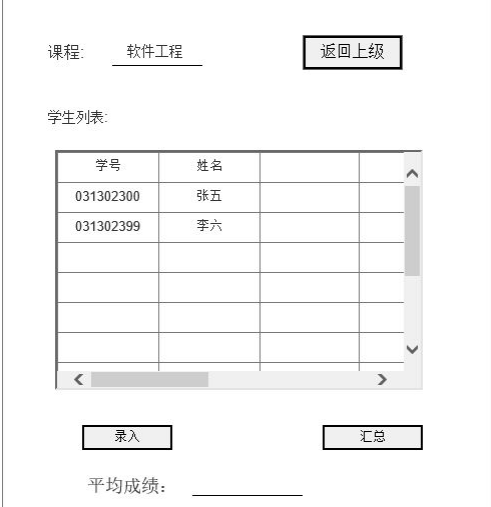 课程: 软件工程 返回上级
学生列表:
学号 姓名
031302300 张五
031302399 李六
录入 汇总
平均成绩: